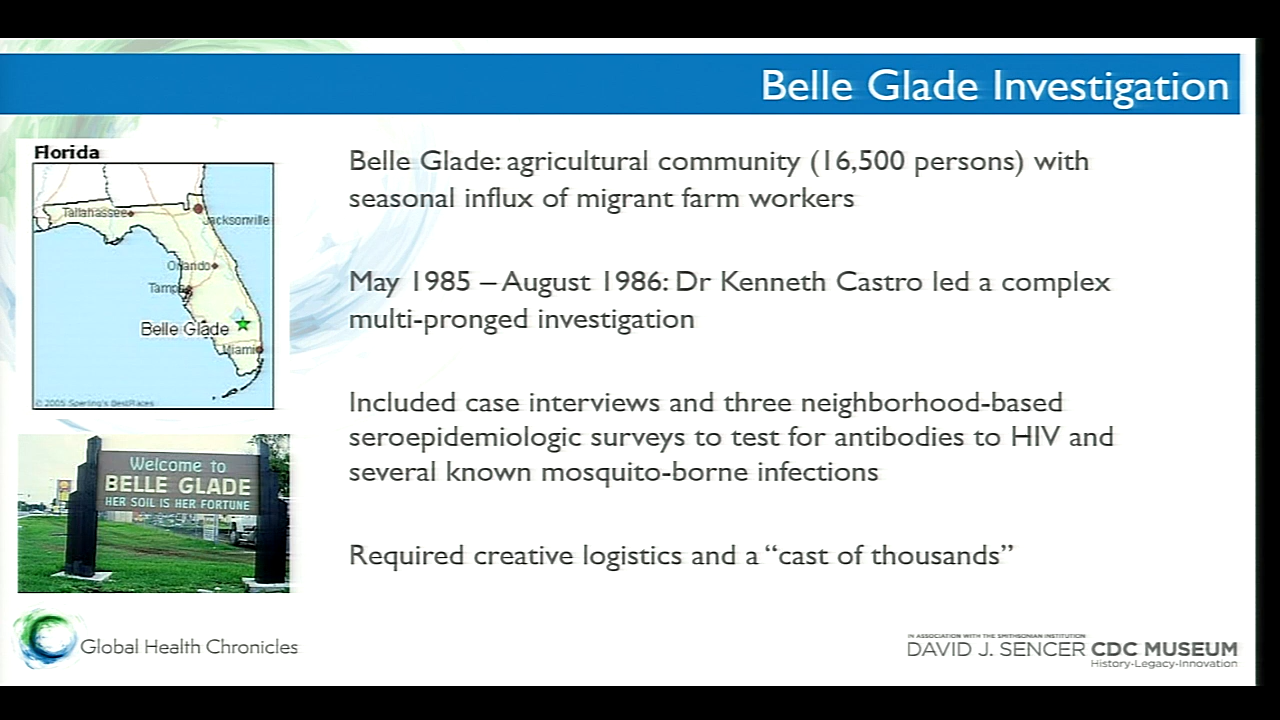 Belle Glade Investigation
Florida
Tallahassee
Jacksonville
Orlando
Tampa
Belle Glade
Miami
© 2005 Sperling's BestPlaces
Welcome to
BELLE GLADE
HER SOIL IS HER FORTUNE
Belle Glade: agricultural community (16,500 persons) with
seasonal influx of migrant farm workers
May 1985 – August 1986: Dr Kenneth Castro led a complex
multi-pronged investigation
Included case interviews and three neighborhood-based
seroepidemiologic surveys to test for antibodies to HIV and
several known mosquito-borne infections
Required creative logistics and a “cast of thousands”
Global Health Chronicles
IN ASSOCIATION WITH THE SMITHSONIAN INSTITUTION
DAVID J. SENCER CDC MUSEUM
History-Legacy-Innovation